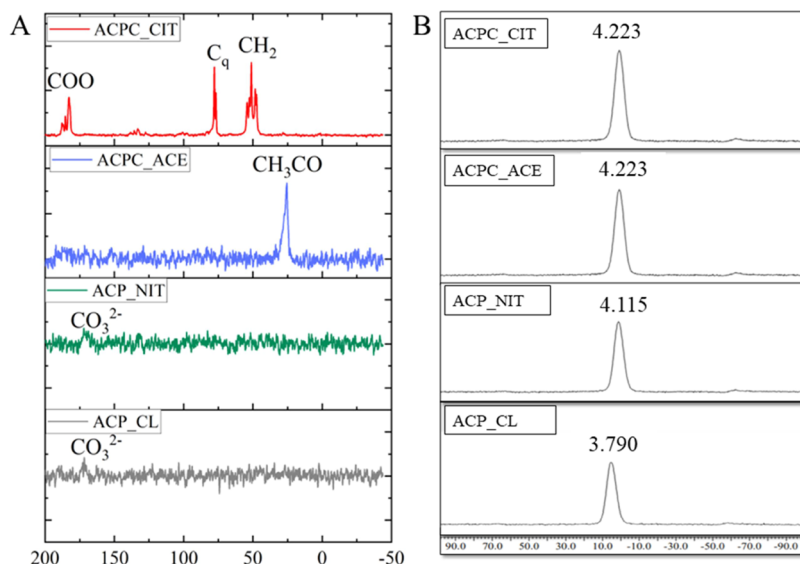 A
ACPC_CIT
COO
C_q
CH₂
ACPC_ACE
CH₃CO
ACP_NIT
CO₃²⁻
ACP_CL
CO₃²⁻
200 150 100 50 0 -50
B
ACPC_CIT
4.223
ACPC_ACE
4.223
ACP_NIT
4.115
ACP_CL
3.790
90.0 70.0 50.0 30.0 10.0 -10.0 -30.0 -50.0 -70.0 -90.0